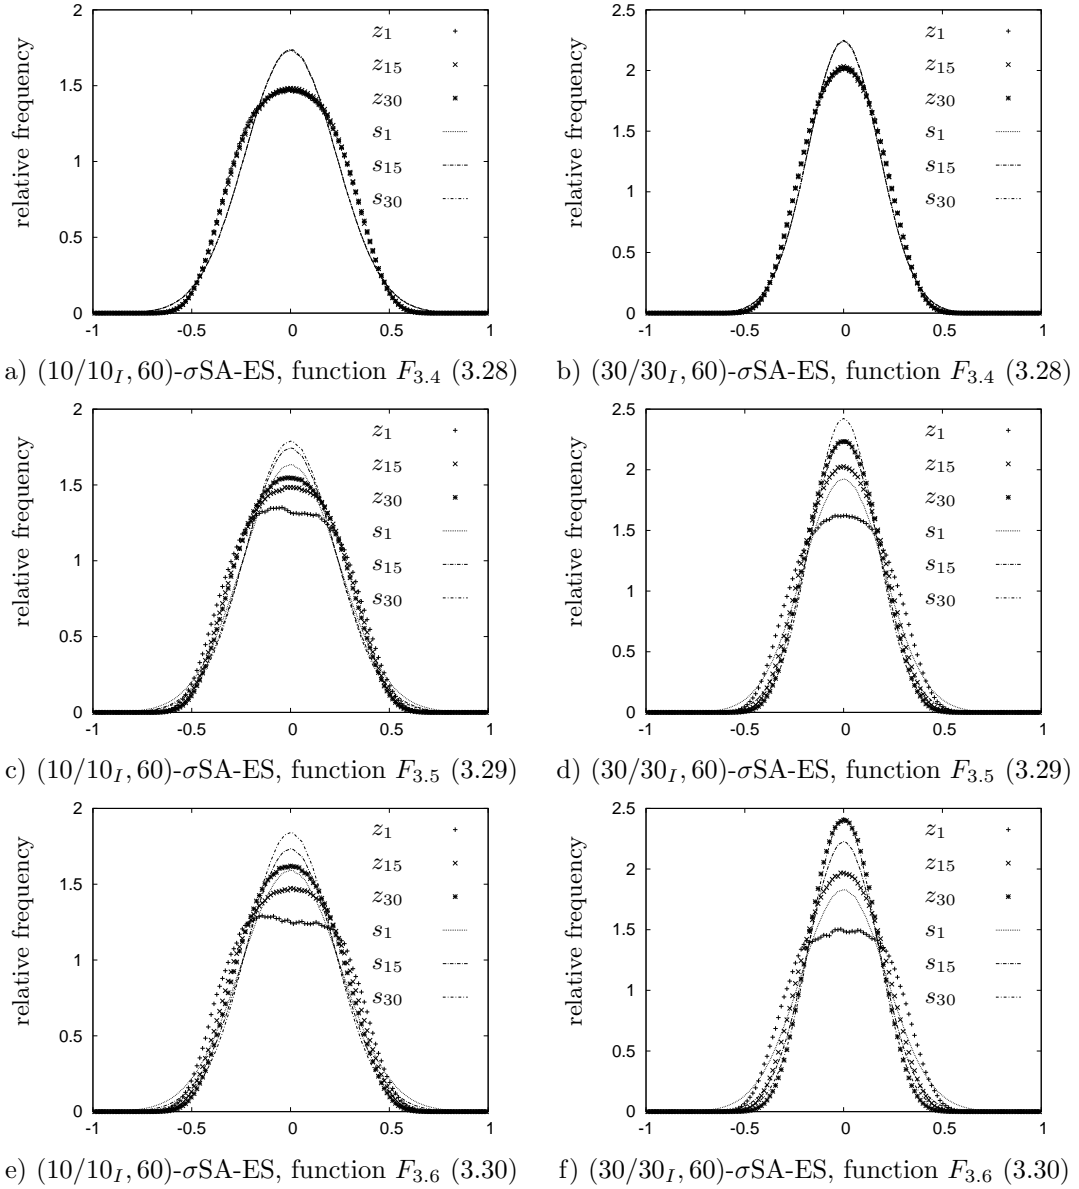 relative frequency
2
1.5
1
0.5
0
-1
-0.5
0
0.5
1
z1
z15
z30
s1
s15
s30
relative frequency
2.5
2
1.5
1
0.5
0
-1
-0.5
0
0.5
1
z1
z15
z30
s1
s15
s30
a) (10/10I, 60)-σSA-ES, function F3.4 (3.28)
b) (30/30I, 60)-σSA-ES, function F3.4 (3.28)
relative frequency
2
1.5
1
0.5
0
-1
-0.5
0
0.5
1
z1
z15
z30
s1
s15
s30
relative frequency
2.5
2
1.5
1
0.5
0
-1
-0.5
0
0.5
1
z1
z15
z30
s1
s15
s30
c) (10/10I, 60)-σSA-ES, function F3.5 (3.29)
d) (30/30I, 60)-σSA-ES, function F3.5 (3.29)
relative frequency
2
1.5
1
0.5
0
-1
-0.5
0
0.5
1
z1
z15
z30
s1
s15
s30
relative frequency
2.5
2
1.5
1
0.5
0
-1
-0.5
0
0.5
1
z1
z15
z30
s1
s15
s30
e) (10/10I, 60)-σSA-ES, function F3.6 (3.30)
f) (30/30I, 60)-σSA-ES, function F3.6 (3.30)